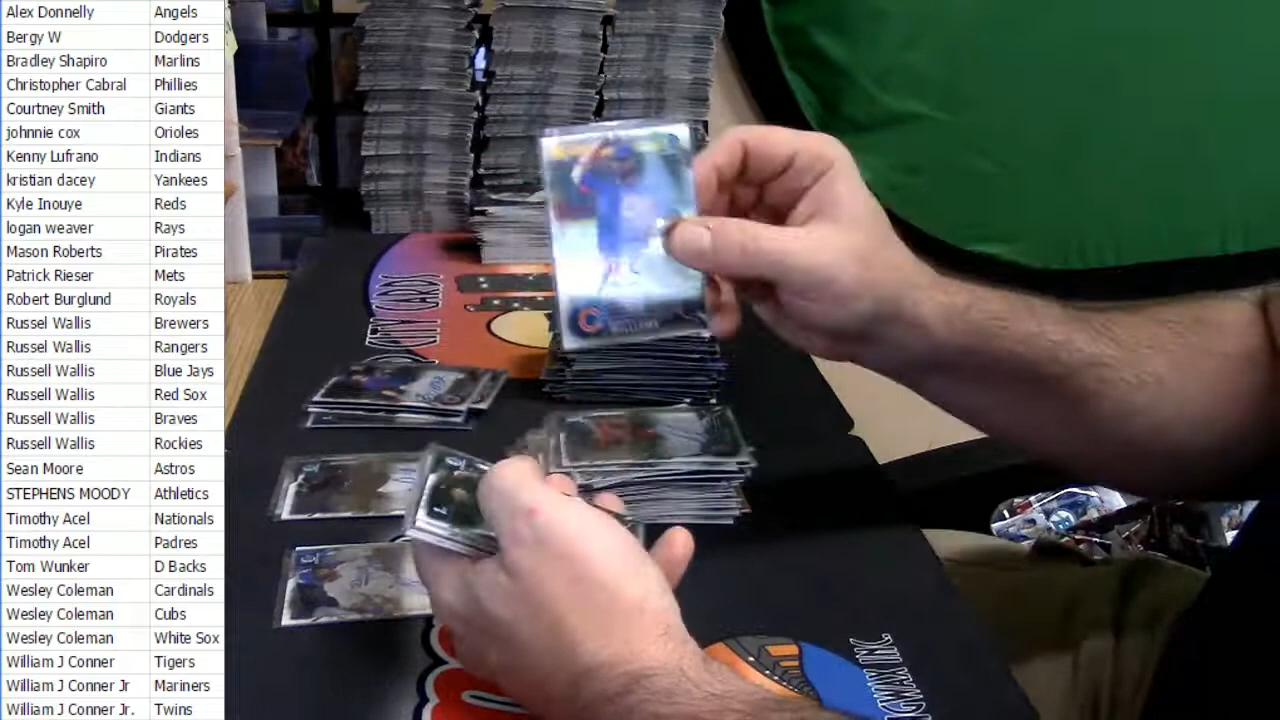 Alex Donnelly Angels
Bergy W Dodgers
Bradley Shapiro Marlins
Christopher Cabral Phillies
Courtney Smith Giants
johnnie cox Orioles
Kenny Lufrano Indians
kristian dacey Yankees
Kyle Inouye Reds
logan weaver Rays
Mason Roberts Pirates
Patrick Rieser Mets
Robert Burglund Royals
Russel Wallis Brewers
Russel Wallis Rangers
Russell Wallis Blue Jays
Russell Wallis Red Sox
Russell Wallis Braves
Russell Wallis Rockies
Sean Moore Astros
STEPHENS MOODY Athletics
Timothy Acel Nationals
Timothy Acel Padres
Tom Wunker D Backs
Wesley Coleman Cardinals
Wesley Coleman Cubs
Wesley Coleman White Sox
William J Conner Tigers
William J Conner Jr Mariners
William J Conner Jr. Twins
WILLIAMS
CITY CARDS
IGWAX INC